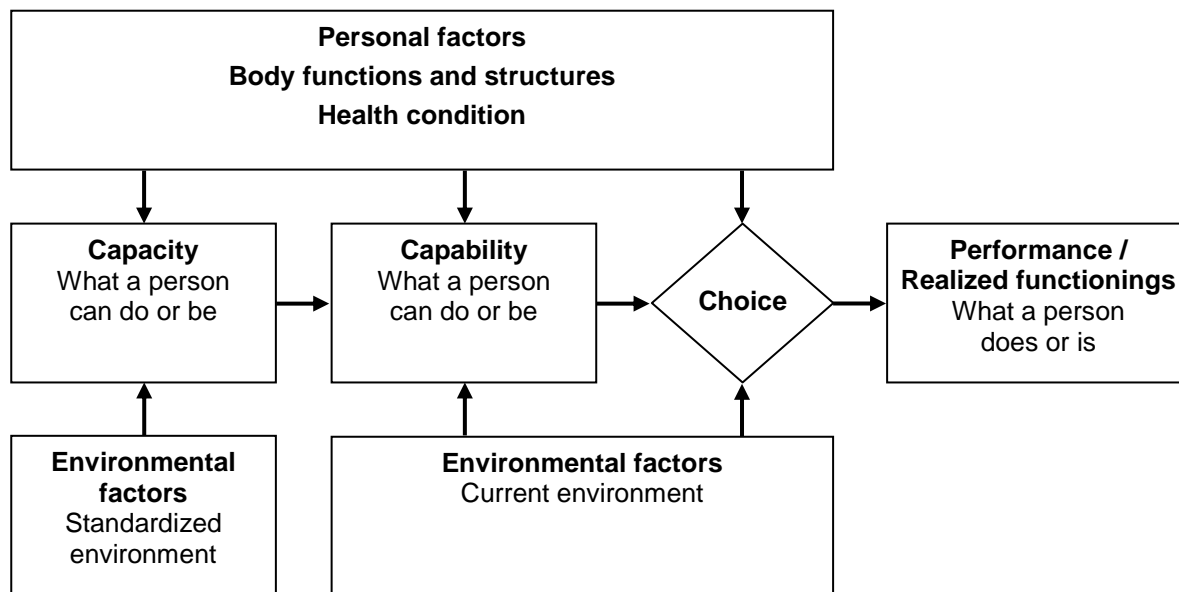 Personal factors
Body functions and structures
Health condition
Capacity
What a person
can do or be
Capability
What a person
can do or be
Choice
Performance /
Realized functionings
What a person
does or is
Environmental
factors
Standardized
environment
Environmental factors
Current environment